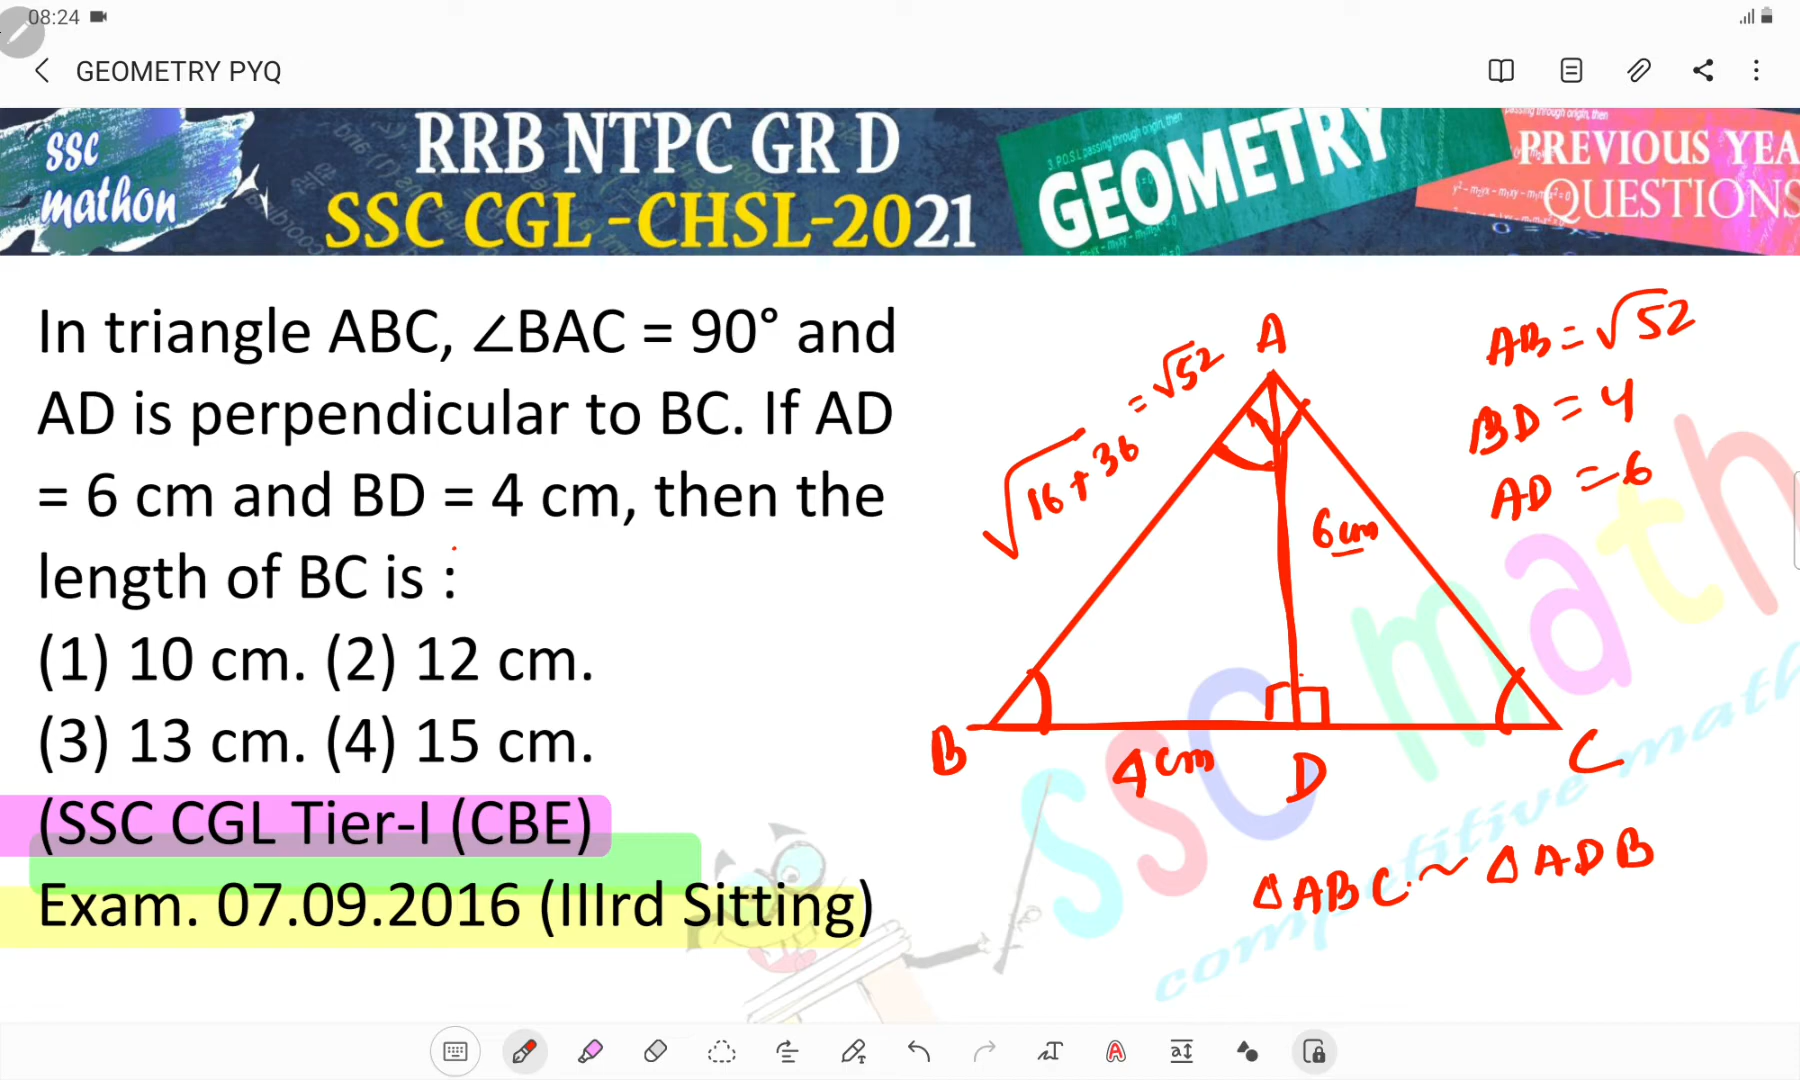 08:24
GEOMETRY PYQ
SSC
mathon
RRB NTPC GR D
SSC CGL -CHSL-2021
GEOMETRY
PREVIOUS YEA
QUESTIONS
In triangle ABC, ∠BAC = 90° and
AD is perpendicular to BC. If AD
= 6 cm and BD = 4 cm, then the
length of BC is :
(1) 10 cm. (2) 12 cm.
(3) 13 cm. (4) 15 cm.
(SSC CGL Tier-I (CBE)
Exam. 07.09.2016 (IIIrd Sitting)
A
√16+36 = √52
6cm
B
4cm
D
C
AB = √52
BD = 4
AD = 6
ΔABC ~ ΔADB
SSC math
competitive math